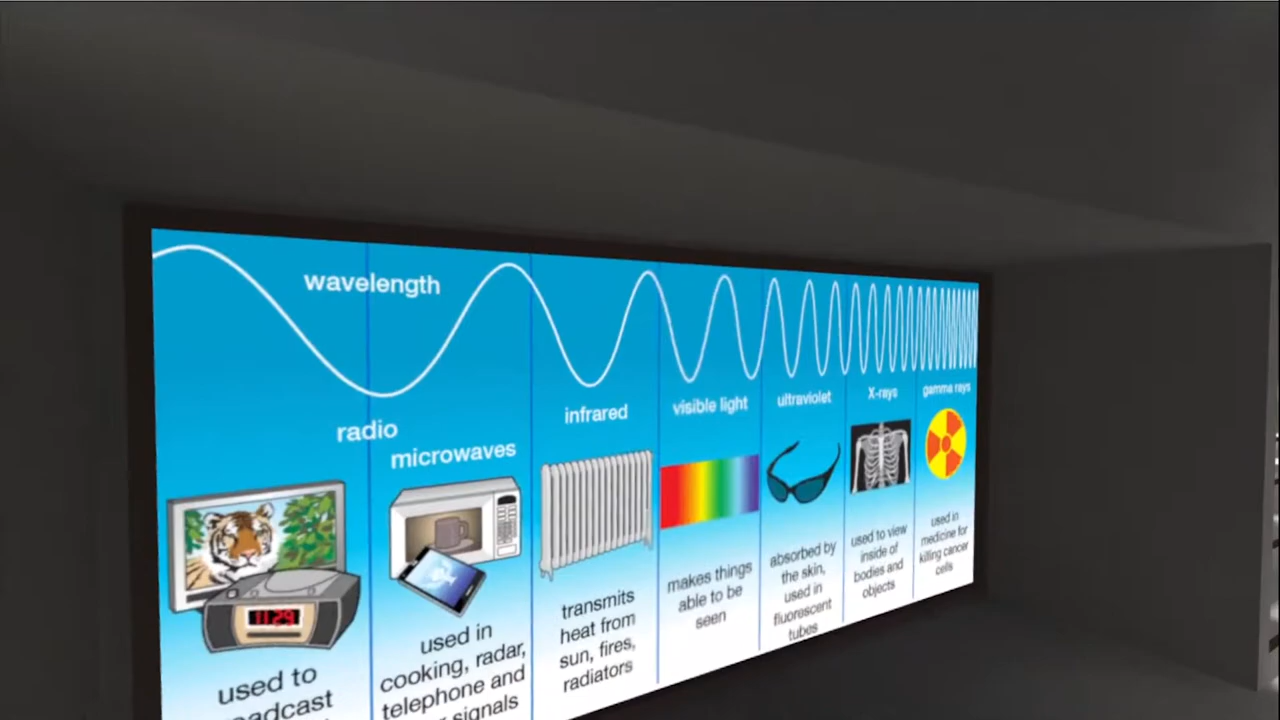 wavelength
radio
microwaves
infrared
visible light
ultraviolet
X-rays
gamma rays
11:29
used to
used in
cooking, radar,
telephone and
signals
transmits
heat from
sun, fires,
radiators
makes things
able to be
seen
absorbed by
the skin,
used in
fluorescent
tubes
used to view
inside of
bodies and
objects
used in
medicine for
killing cancer
cells